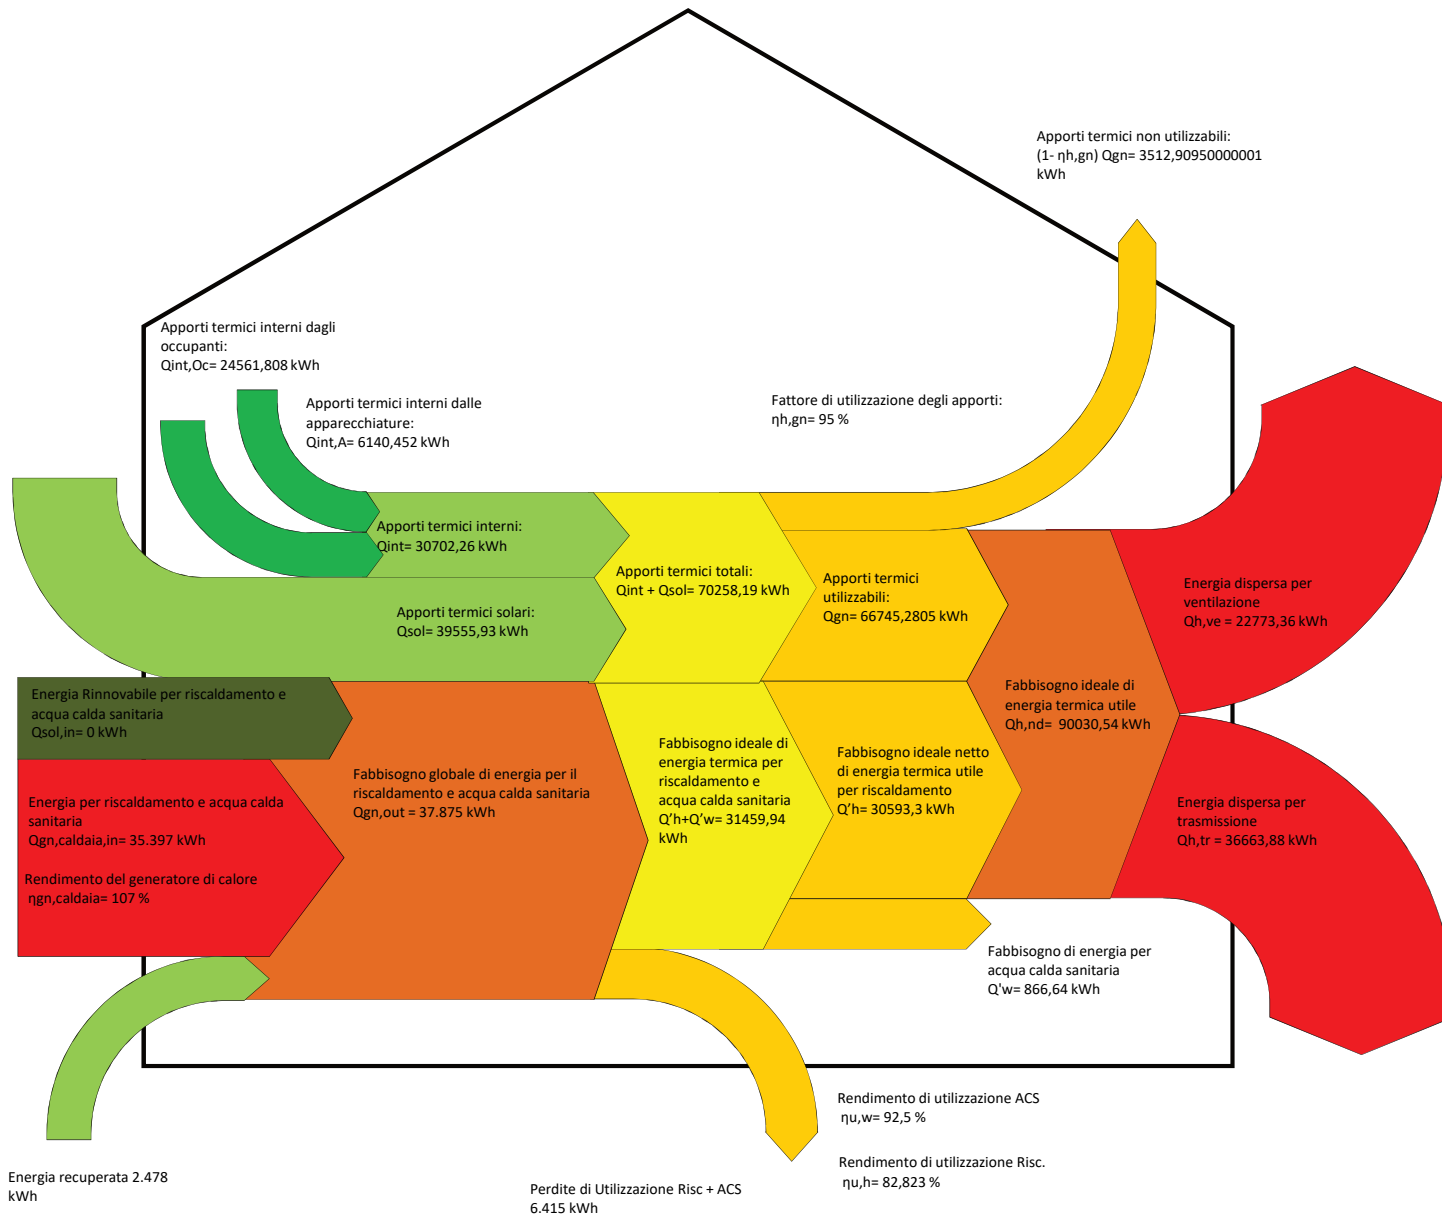 Apporti termici non utilizzabili:
(1- ηh,gn) Qgn= 3512,90950000001
kWh
Apporti termici interni dagli
occupanti:
Qint,Oc= 24561,808 kWh
Apporti termici interni dalle
apparecchiature:
Qint,A= 6140,452 kWh
Fattore di utilizzazione degli apporti:
ηh,gn= 95 %
Apporti termici interni:
Qint= 30702,26 kWh
Apporti termici totali:
Qint + Qsol= 70258,19 kWh
Apporti termici
utilizzabili:
Qgn= 66745,2805 kWh
Energia dispersa per
ventilazione
Qh,ve = 22773,36 kWh
Apporti termici solari:
Qsol= 39555,93 kWh
Energia Rinnovabile per riscaldamento e
acqua calda sanitaria
Qsol,in= 0 kWh
Fabbisogno ideale di
energia termica utile
Qh,nd=  90030,54 kWh
Fabbisogno globale di energia per il
riscaldamento e acqua calda sanitaria
Qgn,out = 37.875 kWh
Fabbisogno ideale di
energia termica per
riscaldamento e
acqua calda sanitaria
Q’h+Q’w= 31459,94
kWh
Fabbisogno ideale netto
di energia termica utile
per riscaldamento
Q’h= 30593,3 kWh
Energia per riscaldamento e acqua calda
sanitaria
Qgn,caldaia,in= 35.397 kWh
Rendimento del generatore di calore
ηgn,caldaia= 107 %
Energia dispersa per
trasmissione
Qh,tr = 36663,88 kWh
Fabbisogno di energia per
acqua calda sanitaria
Q'w= 866,64 kWh
Rendimento di utilizzazione ACS
ηu,w= 92,5 %
Rendimento di utilizzazione Risc.
ηu,h= 82,823 %
Energia recuperata 2.478
kWh
Perdite di Utilizzazione Risc + ACS
6.415 kWh